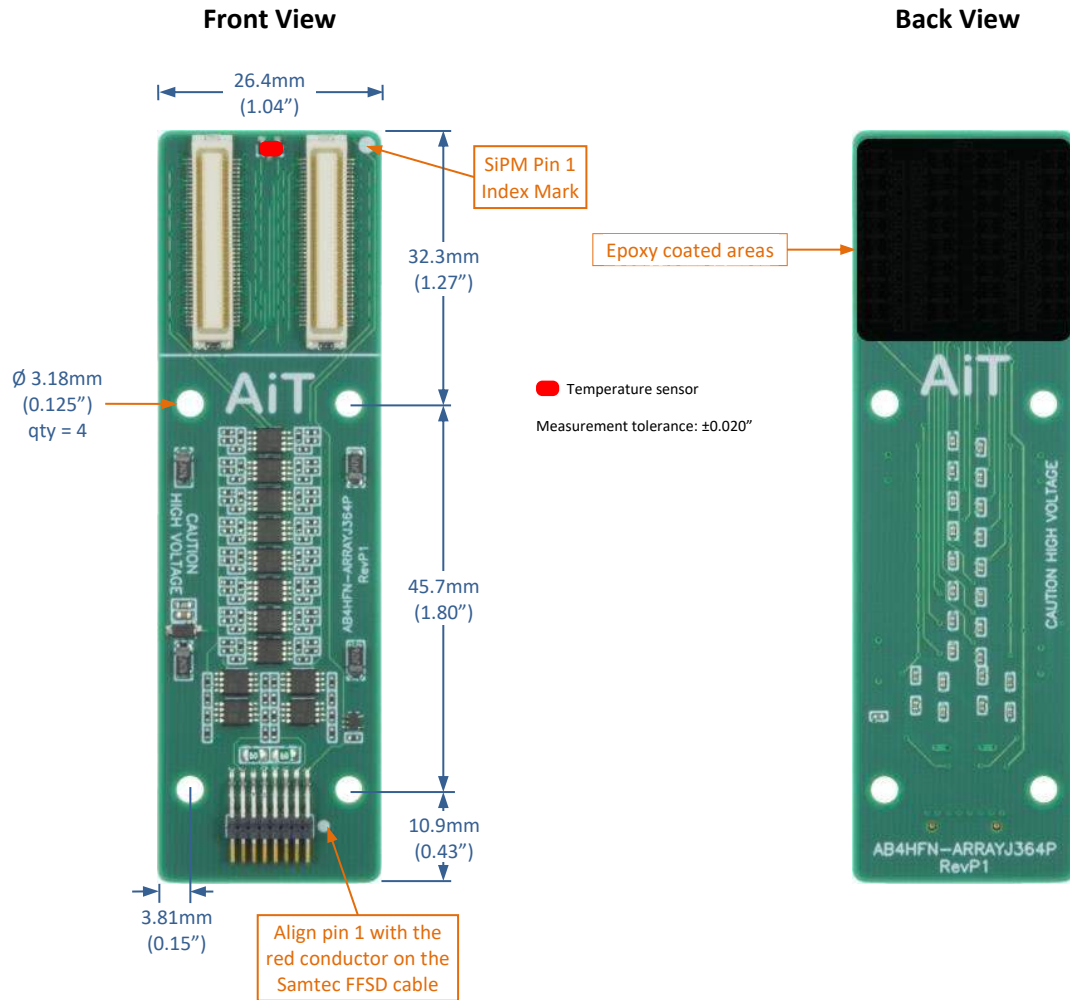 Front View
Back View
26.4mm
(1.04”)
SiPM Pin 1
Index Mark
32.3mm
(1.27”)
Epoxy coated areas
Ø 3.18mm
(0.125”)
qty = 4
AiT
AiT
Temperature sensor
Measurement tolerance: ±0.020”
CAUTION
HIGH VOLTAGE
AB4HFN-ARRAYJ364P
RevP1
CAUTION HIGH VOLTAGE
45.7mm
(1.80”)
10.9mm
(0.43”)
AB4HFN-ARRAYJ364P
RevP1
3.81mm
(0.15”)
Align pin 1 with the
red conductor on the
Samtec FFSD cable